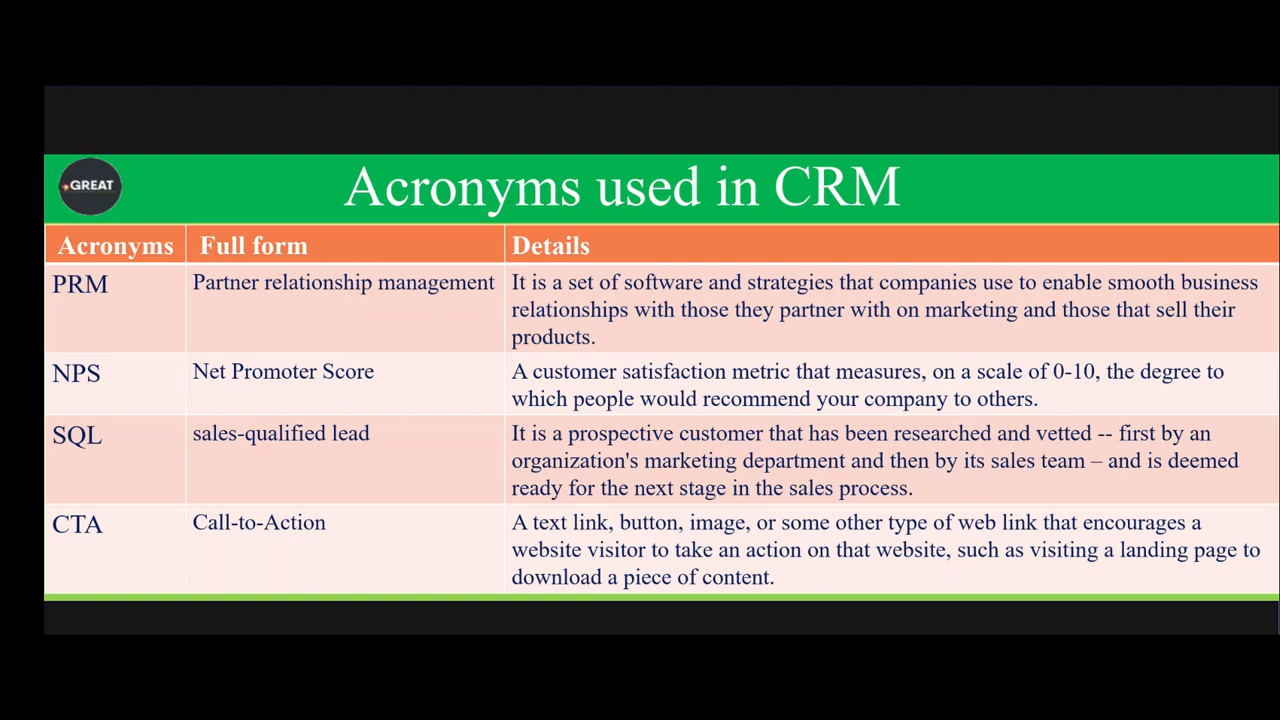 GREAT
Acronyms used in CRM
Acronyms Full form Details
PRM Partner relationship management It is a set of software and strategies that companies use to enable smooth business
relationships with those they partner with on marketing and those that sell their
products.
NPS Net Promoter Score A customer satisfaction metric that measures, on a scale of 0-10, the degree to
which people would recommend your company to others.
SQL sales-qualified lead It is a prospective customer that has been researched and vetted -- first by an
organization's marketing department and then by its sales team – and is deemed
ready for the next stage in the sales process.
CTA Call-to-Action A text link, button, image, or some other type of web link that encourages a
website visitor to take an action on that website, such as visiting a landing page to
download a piece of content.